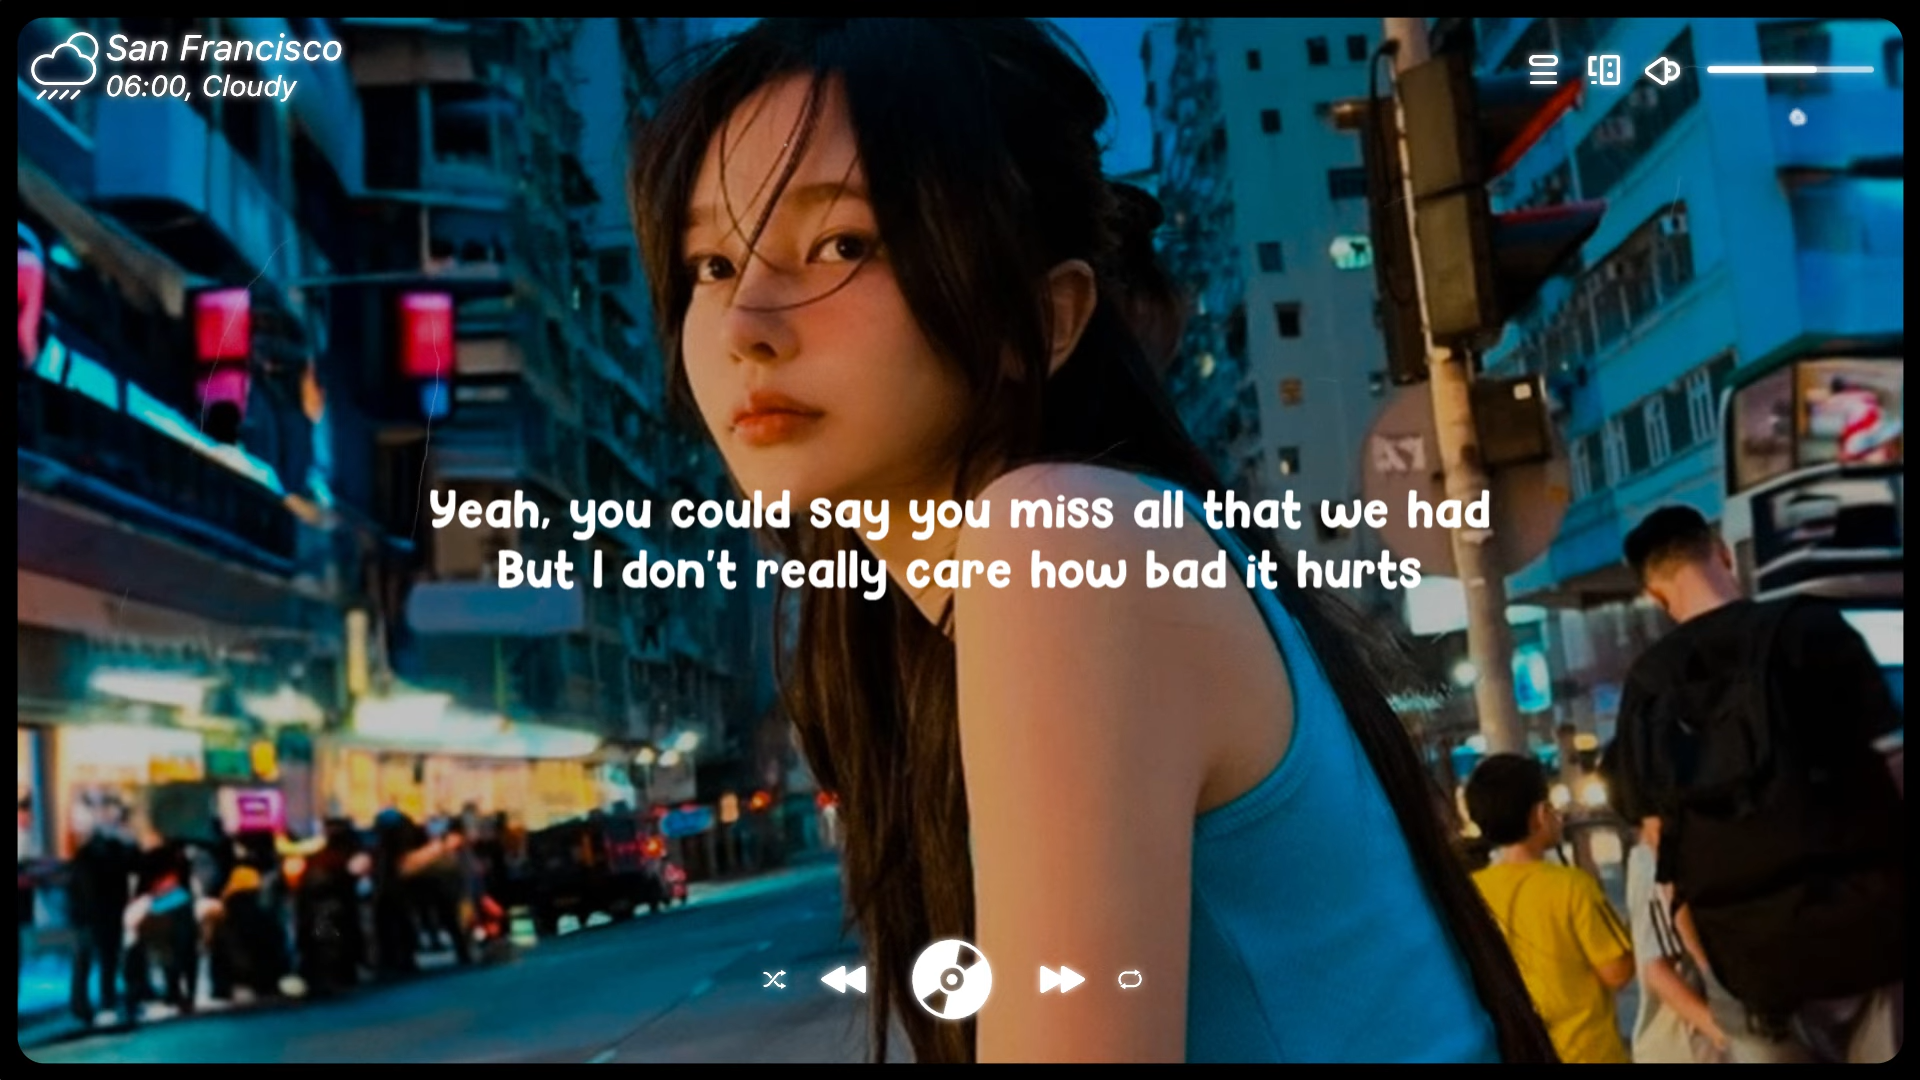 San Francisco
06:00, Cloudy
Yeah, you could say you miss all that we had
But I don't really care how bad it hurts